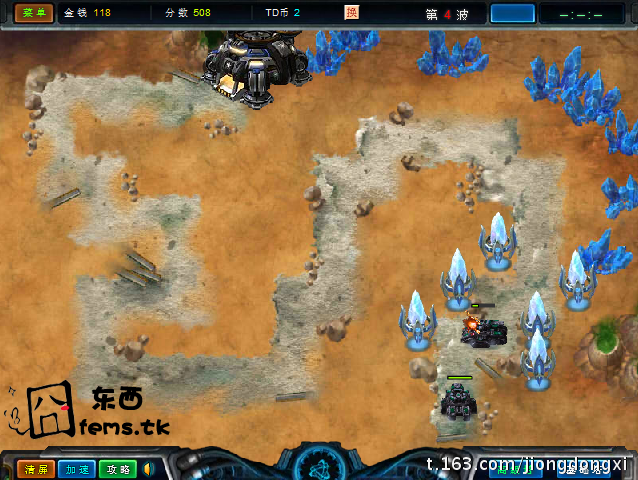 菜单 金钱 118 分数 508 TD币 2 换 第 4 波 –:–:–
囧 东西
fems.tk
清屏 加速 攻略
t.163.com/jiongdongxi